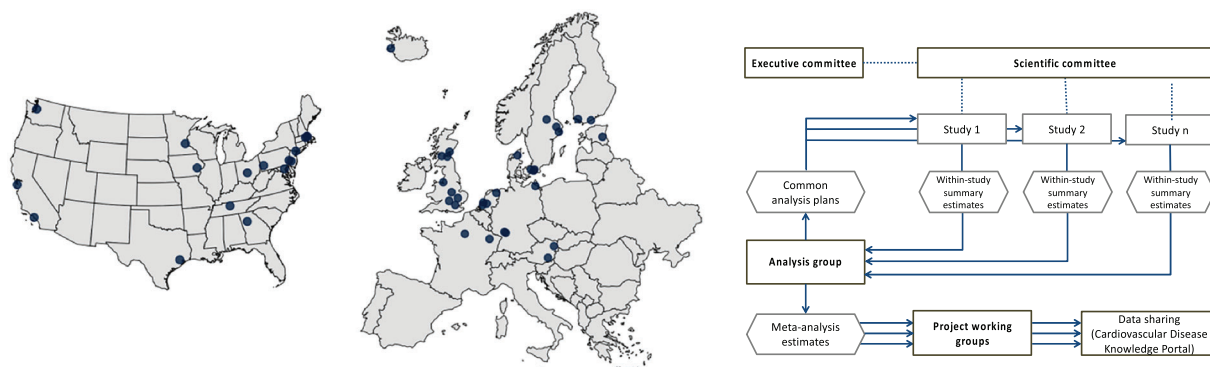 Executive committee
Scientific committee
Study 1
Study 2
Study n
Common
analysis plans
Within-study
summary
estimates
Within-study
summary
estimates
Within-study
summary
estimates
Analysis group
Meta-analysis
estimates
Project working
groups
Data sharing
(Cardiovascular Disease
Knowledge Portal)